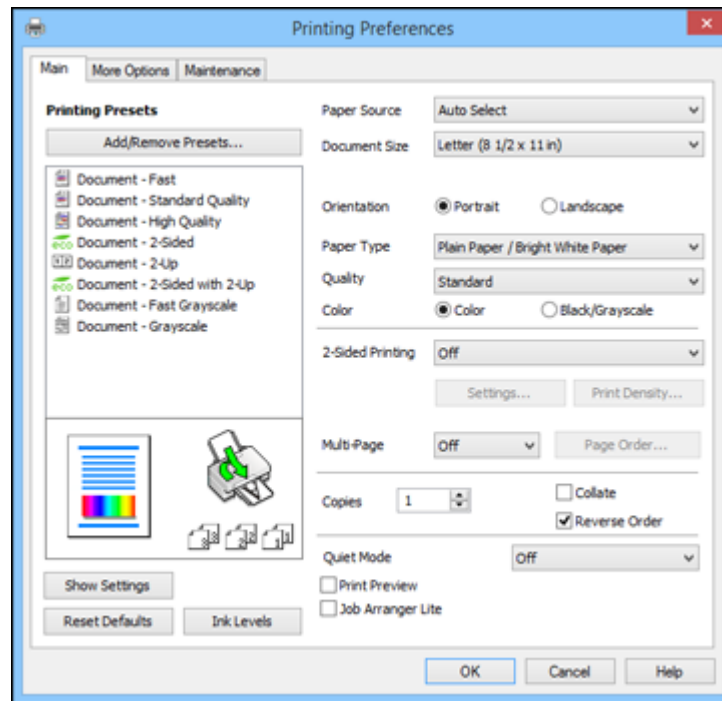 Printing Preferences
Main
More Options
Maintenance
Printing Presets
Add/Remove Presets...
Document - Fast
Document - Standard Quality
Document - High Quality
eco Document - 2-Sided
Document - 2-Up
eco Document - 2-Sided with 2-Up
Document - Fast Grayscale
Document - Grayscale
Show Settings
Reset Defaults
Ink Levels
Paper Source
Auto Select
Document Size
Letter (8 1/2 x 11 in)
Orientation
Portrait
Landscape
Paper Type
Plain Paper / Bright White Paper
Quality
Standard
Color
Color
Black/Grayscale
2-Sided Printing
Off
Settings...
Print Density...
Multi-Page
Off
Page Order...
Copies
1
Collate
Reverse Order
Quiet Mode
Off
Print Preview
Job Arranger Lite
OK
Cancel
Help